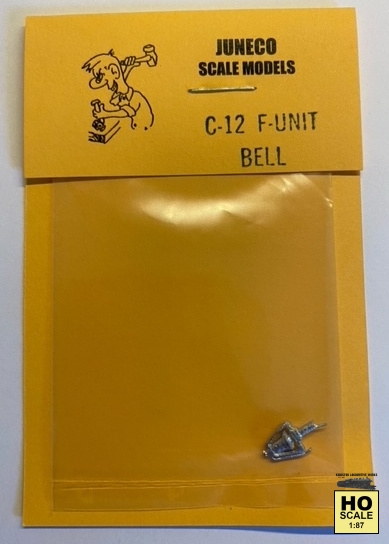 JUNECO
SCALE MODELS
C-12 F-UNIT
BELL
HO
SCALE
1:87